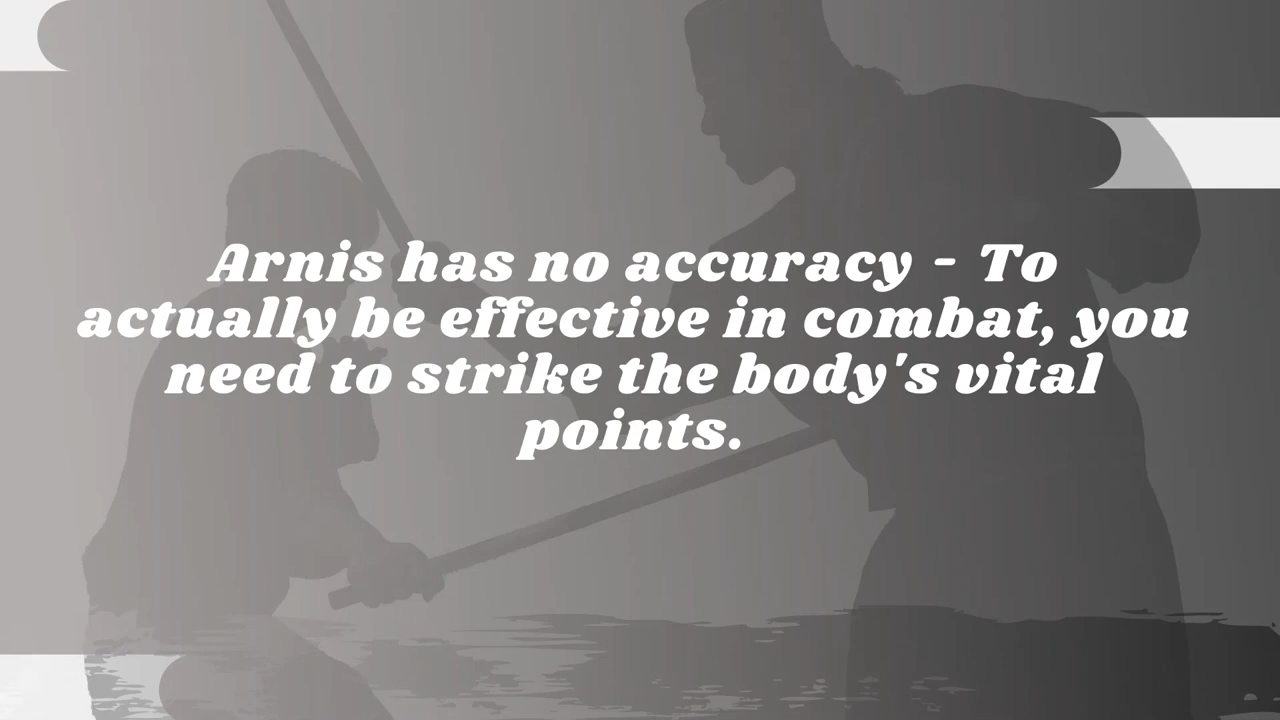 Arnis has no accuracy - To
actually be effective in combat, you
need to strike the body's vital
points.